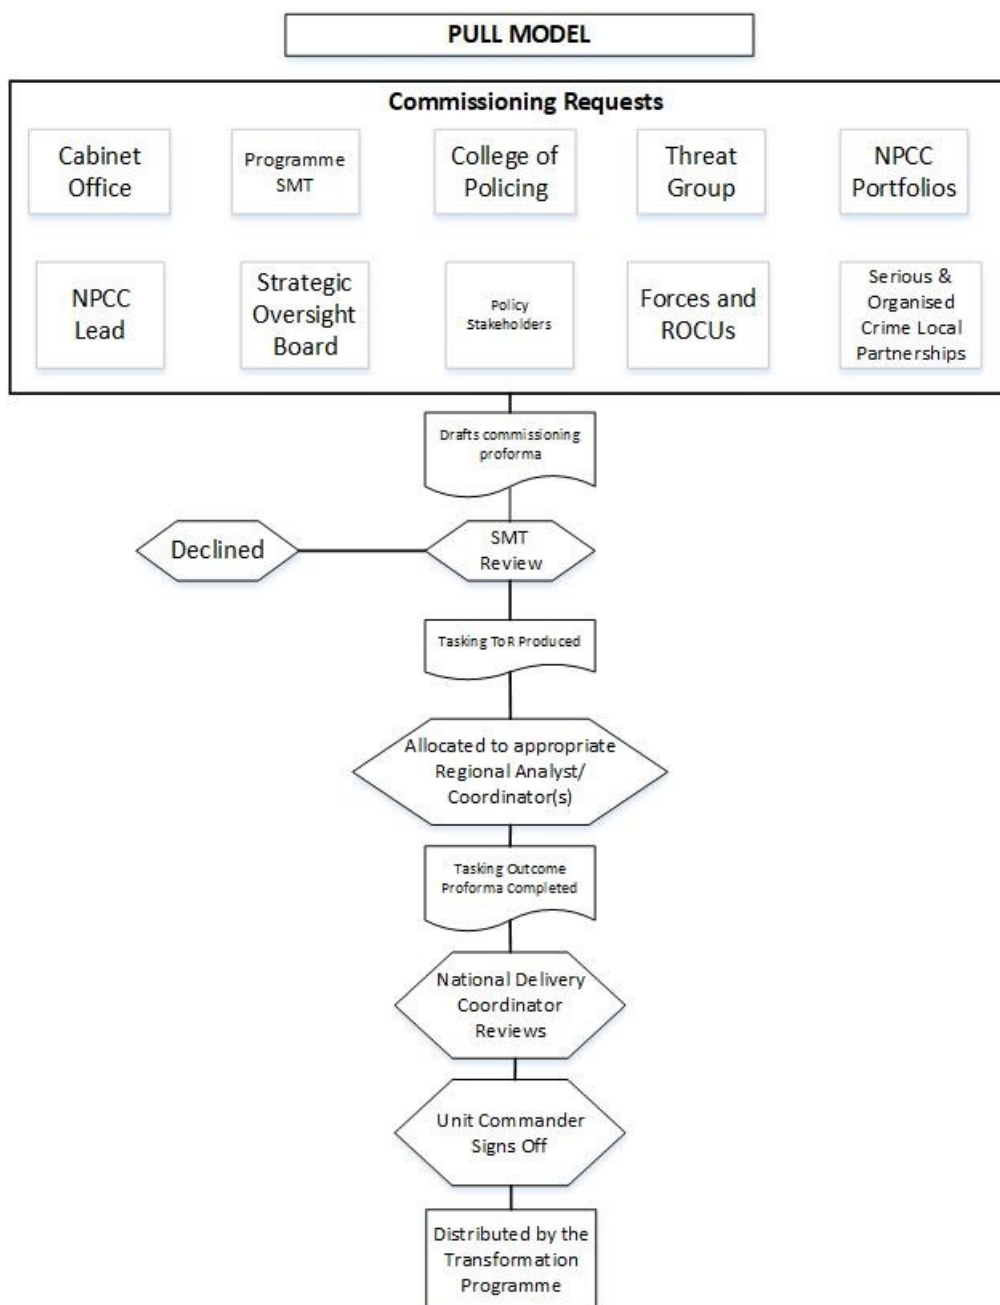 PULL MODEL
Commissioning Requests
Cabinet
Office
Programme
SMT
College of
Policing
Threat
Group
NPCC
Portfolios
NPCC
Lead
Strategic
Oversight
Board
Policy
Stakeholders
Forces and
ROCUs
Serious &
Organised
Crime Local
Partnerships
Drafts commissioning
proforma
Declined
SMT
Review
Tasking ToR Produced
Allocated to appropriate
Regional Analyst/
Coordinator(s)
Tasking Outcome
Proforma Completed
National Delivery
Coordinator
Reviews
Unit Commander
Signs Off
Distributed by the
Transformation
Programme